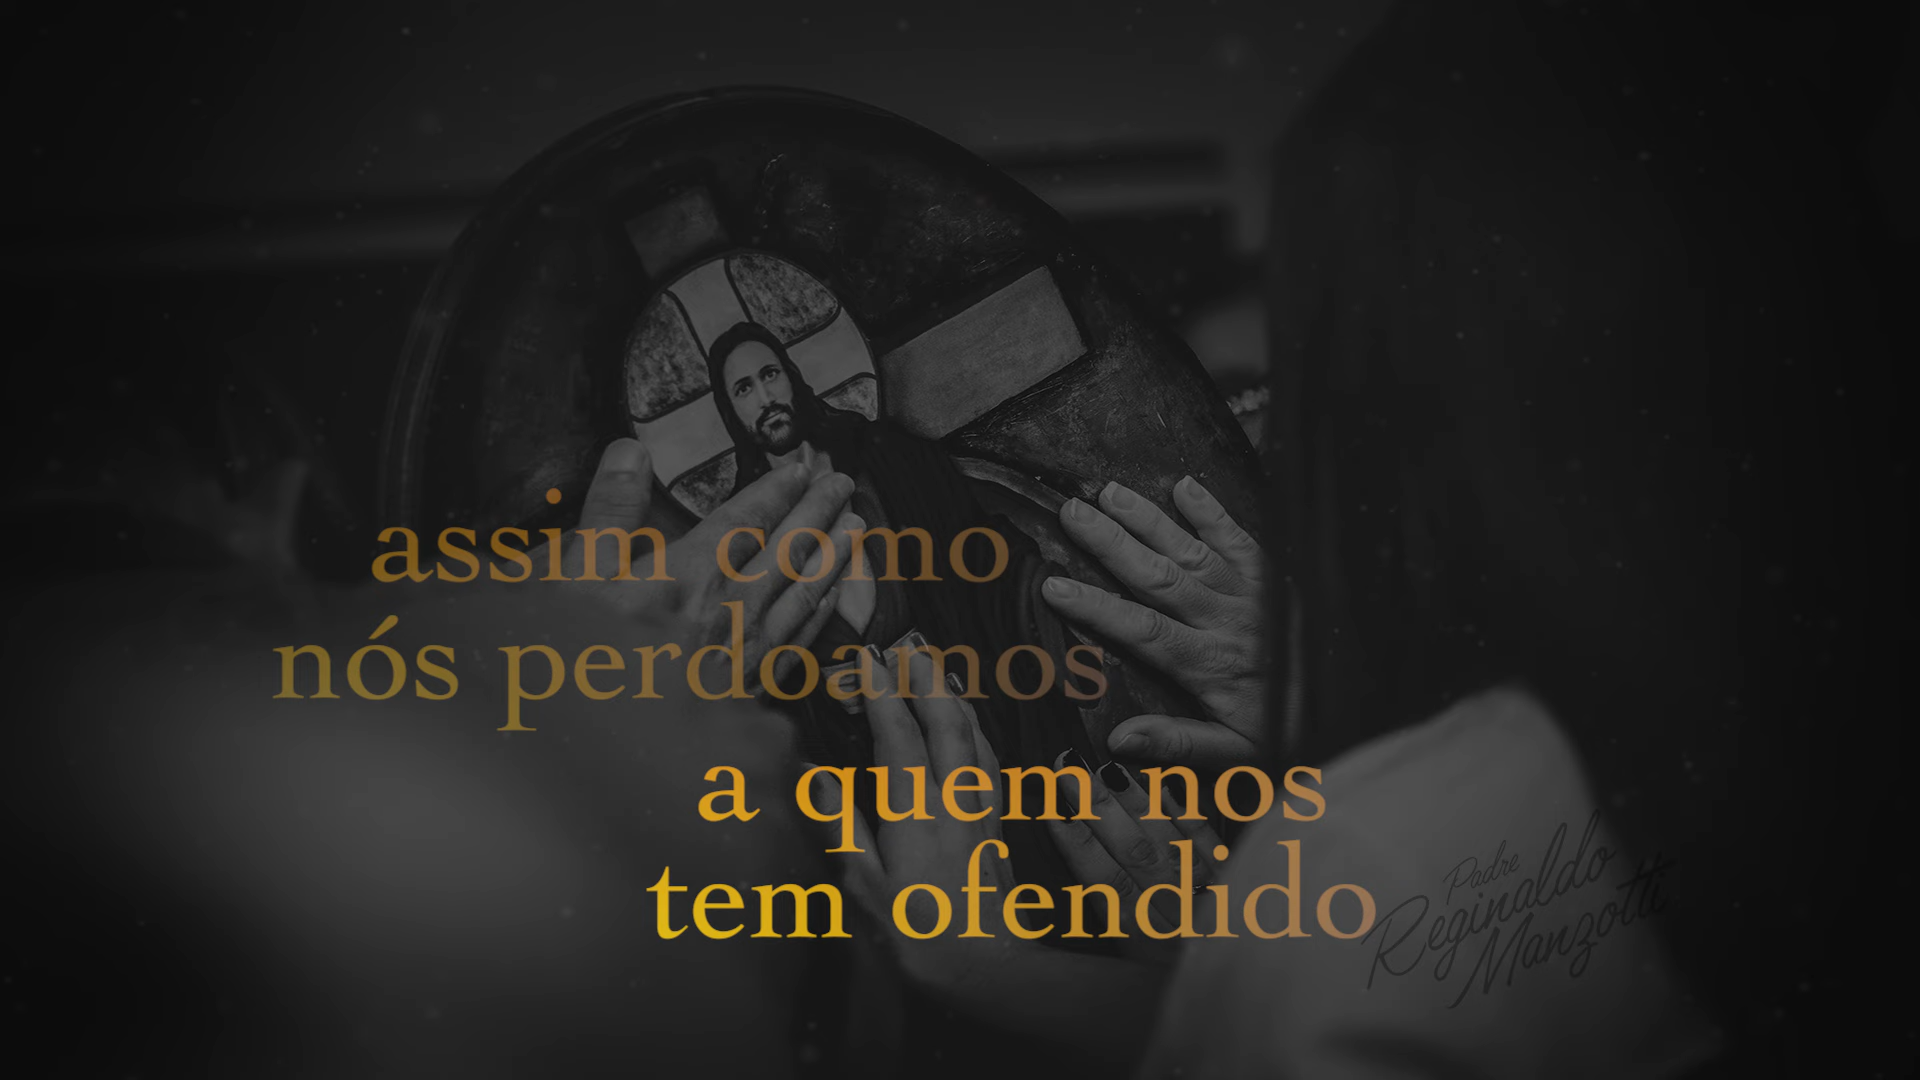 assim como
nós perdoamos
a quem nos
tem ofendido
Padre
Reginaldo
Manzotti